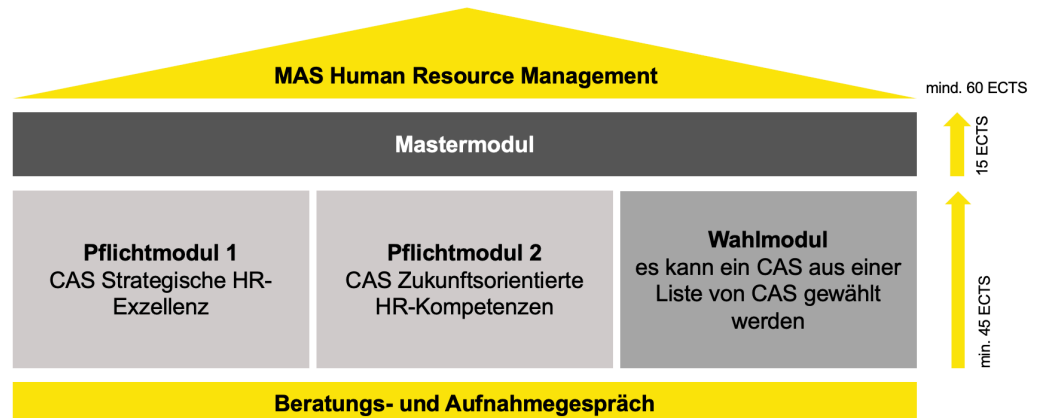 MAS Human Resource Management
mind. 60 ECTS
Mastermodul
15 ECTS
Pflichtmodul 1
CAS Strategische HR-
Exzellenz
Pflichtmodul 2
CAS Zukunftsorientierte
HR-Kompetenzen
Wahlmodul
es kann ein CAS aus einer
Liste von CAS gewählt
werden
min. 45 ECTS
Beratungs- und Aufnahmegespräch